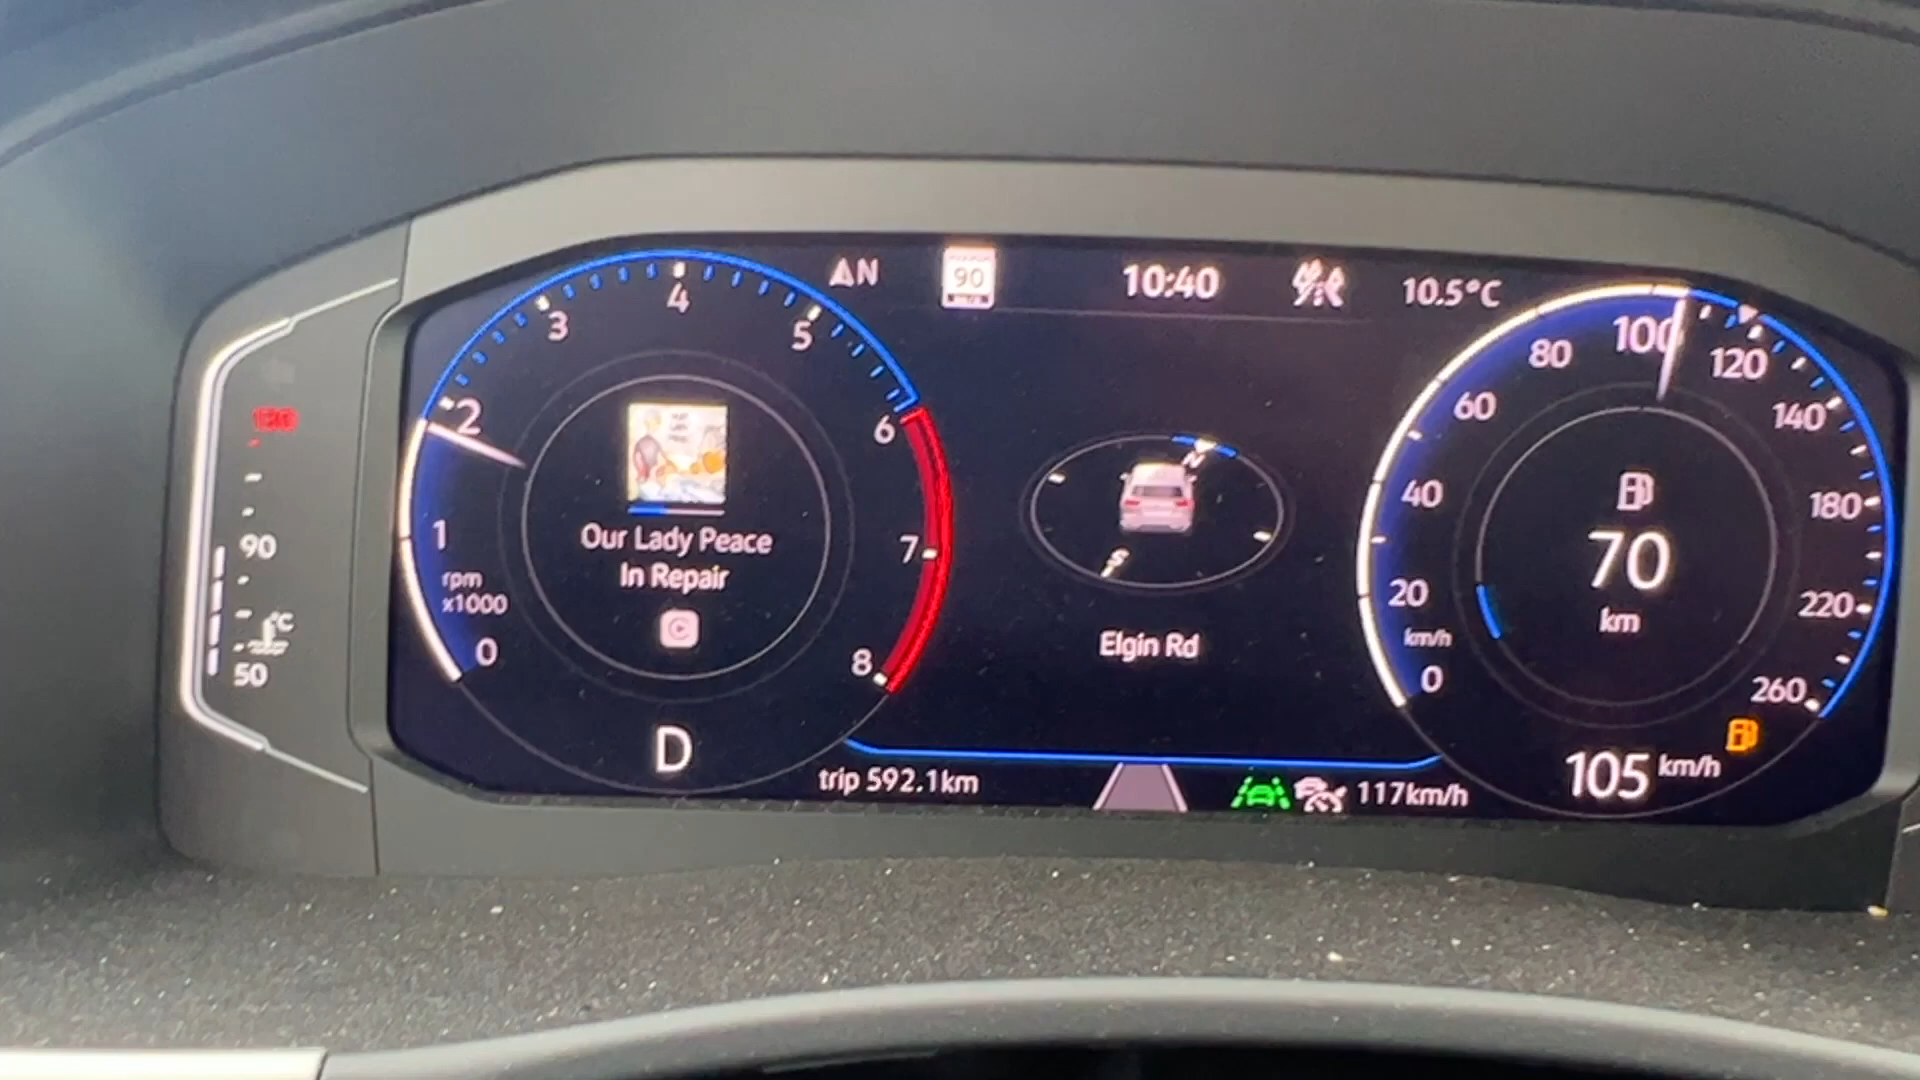 N
90
10:40
10.5°C
0
1
2
3
4
5
6
7
8
rpm
x1000
Our Lady Peace
In Repair
D
130
90
50
°C
N
S
Elgin Rd
0
20
40
60
80
100
120
140
180
220
260
km/h
70
km
105 km/h
trip 592.1km
117km/h